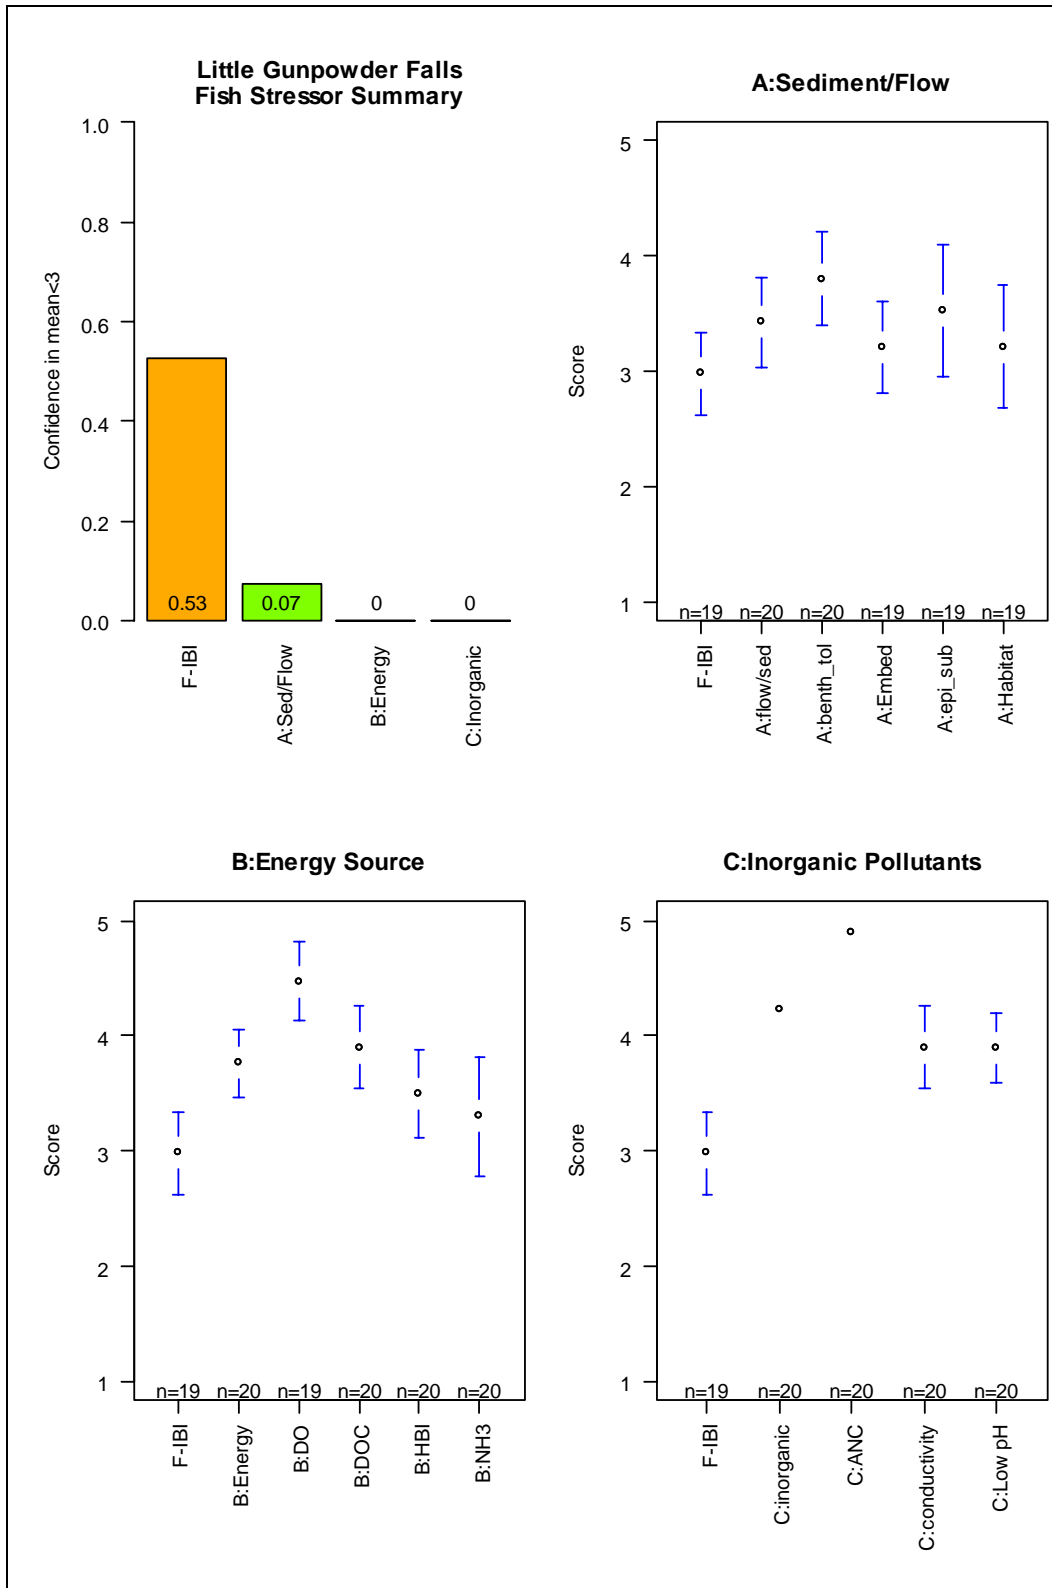 Little Gunpowder Falls
Fish Stressor Summary
Confidence in mean<3
1.0
0.8
0.6
0.4
0.2
0.0
0.53
0.07
0
0
F-IBI
A:Sed/Flow
B:Energy
C:Inorganic
A:Sediment/Flow
Score
5
4
3
2
1
n=19
n=20
n=20
n=19
n=19
n=19
F-IBI
A:flow/sed
A:benth_tol
A:Embed
A:epi_sub
A:Habitat
B:Energy Source
Score
5
4
3
2
1
n=19
n=20
n=19
n=20
n=20
n=20
F-IBI
B:Energy
B:DO
B:DOC
B:HBI
B:NH3
C:Inorganic Pollutants
Score
5
4
3
2
1
n=19
n=20
n=20
n=20
n=20
F-IBI
C:inorganic
C:ANC
C:conductivity
C:Low pH